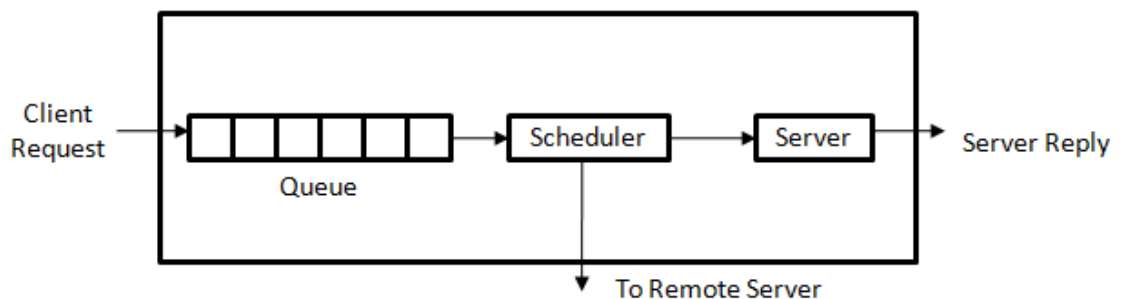 Client
Request
Queue
Scheduler
Server
Server Reply
To Remote Server